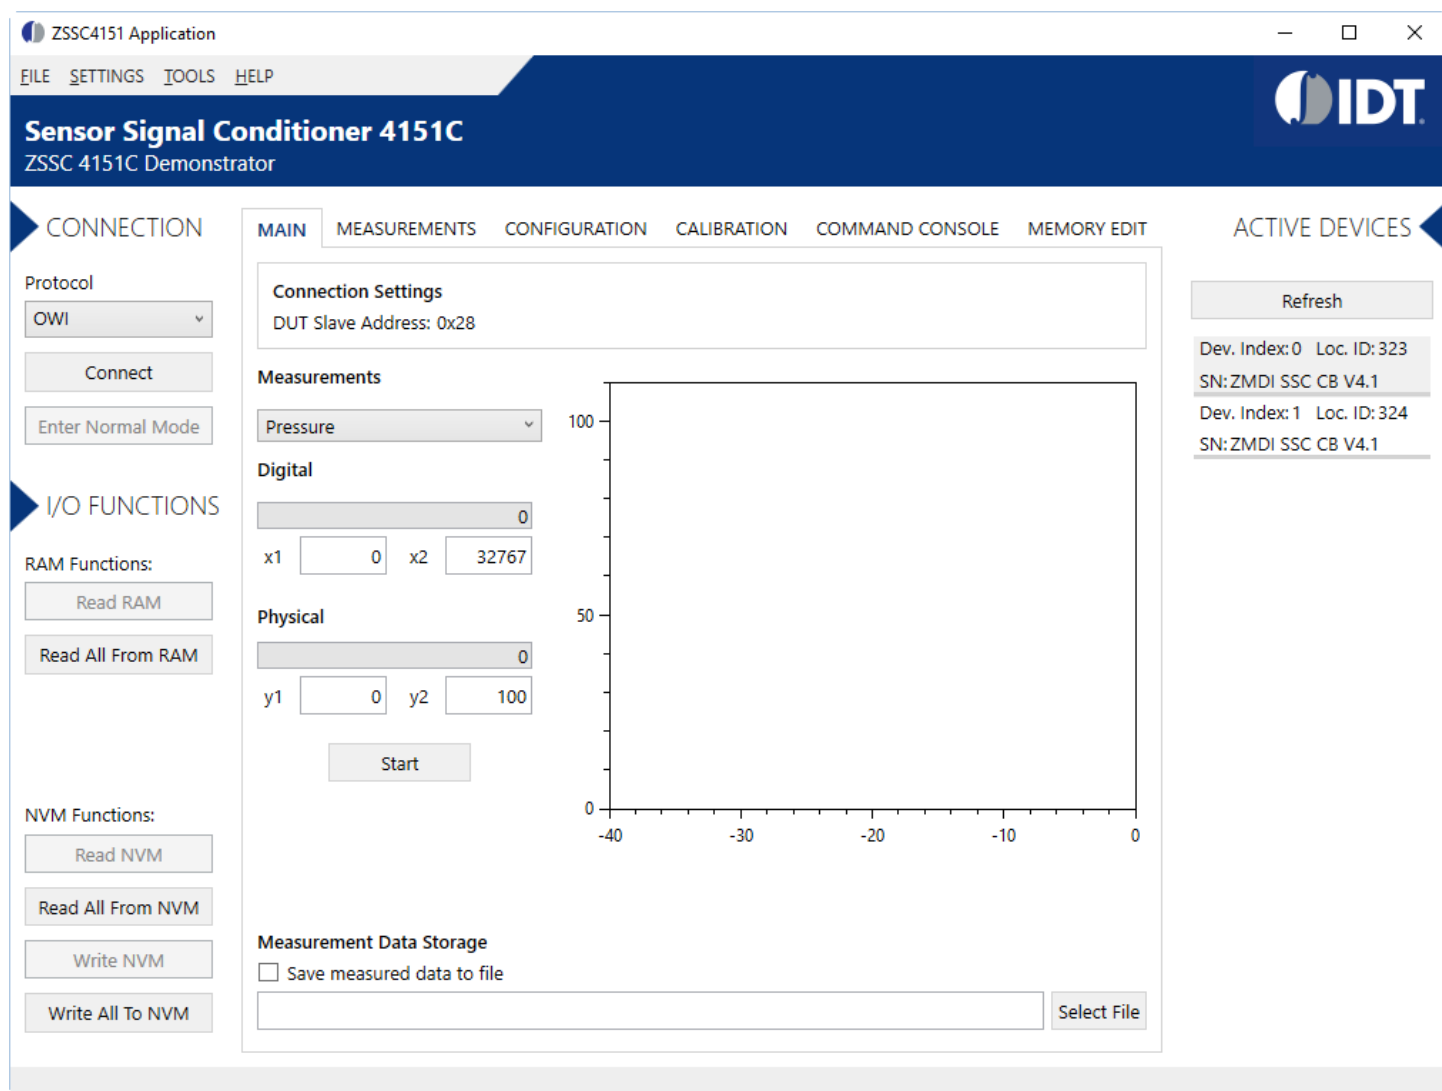 ZSSC4151 Application
FILE SETTINGS TOOLS HELP
IDT
Sensor Signal Conditioner 4151C
ZSSC 4151C Demonstrator
CONNECTION
Protocol
OWI
Connect
Enter Normal Mode
I/O FUNCTIONS
RAM Functions:
Read RAM
Read All From RAM
NVM Functions:
Read NVM
Read All From NVM
Write NVM
Write All To NVM
MAIN MEASUREMENTS CONFIGURATION CALIBRATION COMMAND CONSOLE MEMORY EDIT
Connection Settings
DUT Slave Address: 0x28
Measurements
Pressure
Digital
0
x1 0 x2 32767
Physical
0
y1 0 y2 100
Start
100
50
0
-40 -30 -20 -10 0
Measurement Data Storage
Save measured data to file
Select File
ACTIVE DEVICES
Refresh
Dev. Index: 0 Loc. ID: 323
SN: ZMDI SSC CB V4.1
Dev. Index: 1 Loc. ID: 324
SN: ZMDI SSC CB V4.1